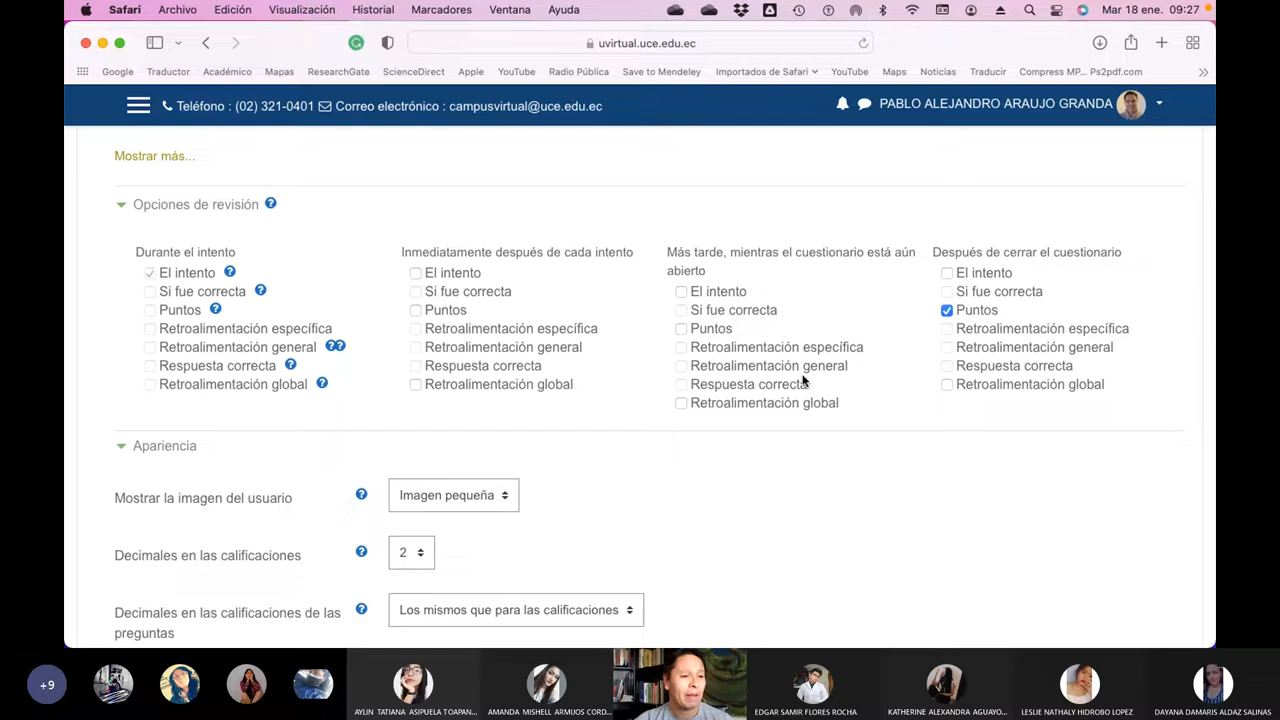 Safari Archivo Edición Visualización Historial Marcadores Ventana Ayuda Mar 18 ene. 09:27
uvirtual.uce.edu.ec
Google Traductor Académico Mapas ResearchGate ScienceDirect Apple YouTube Radio Pública Save to Mendeley Importados de Safari YouTube Maps Noticias Traducir Compress MP... Ps2pdf.com
Teléfono : (02) 321-0401 Correo electrónico : campusvirtual@uce.edu.ec PABLO ALEJANDRO ARAUJO GRANDA
Mostrar más...
Opciones de revisión
Durante el intento
El intento
Si fue correcta
Puntos
Retroalimentación específica
Retroalimentación general
Respuesta correcta
Retroalimentación global
Inmediatamente después de cada intento
El intento
Si fue correcta
Puntos
Retroalimentación específica
Retroalimentación general
Respuesta correcta
Retroalimentación global
Más tarde, mientras el cuestionario está aún
abierto
El intento
Si fue correcta
Puntos
Retroalimentación específica
Retroalimentación general
Respuesta correcta
Retroalimentación global
Después de cerrar el cuestionario
El intento
Si fue correcta
Puntos
Retroalimentación específica
Retroalimentación general
Respuesta correcta
Retroalimentación global
Apariencia
Mostrar la imagen del usuario Imagen pequeña
Decimales en las calificaciones 2
Decimales en las calificaciones de las
preguntas
Los mismos que para las calificaciones
+9
AYLIN TATIANA ASIPUELA TOAPAN... AMANDA MISHELL ARMIJOS CORD... EDGAR SAMIR FLORES ROCHA KATHERINE ALEXANDRA AGUAYO... LESLIE NATHALY HIDROBO LOPEZ DAYANA DAMARIS ALDAZ SALINAS